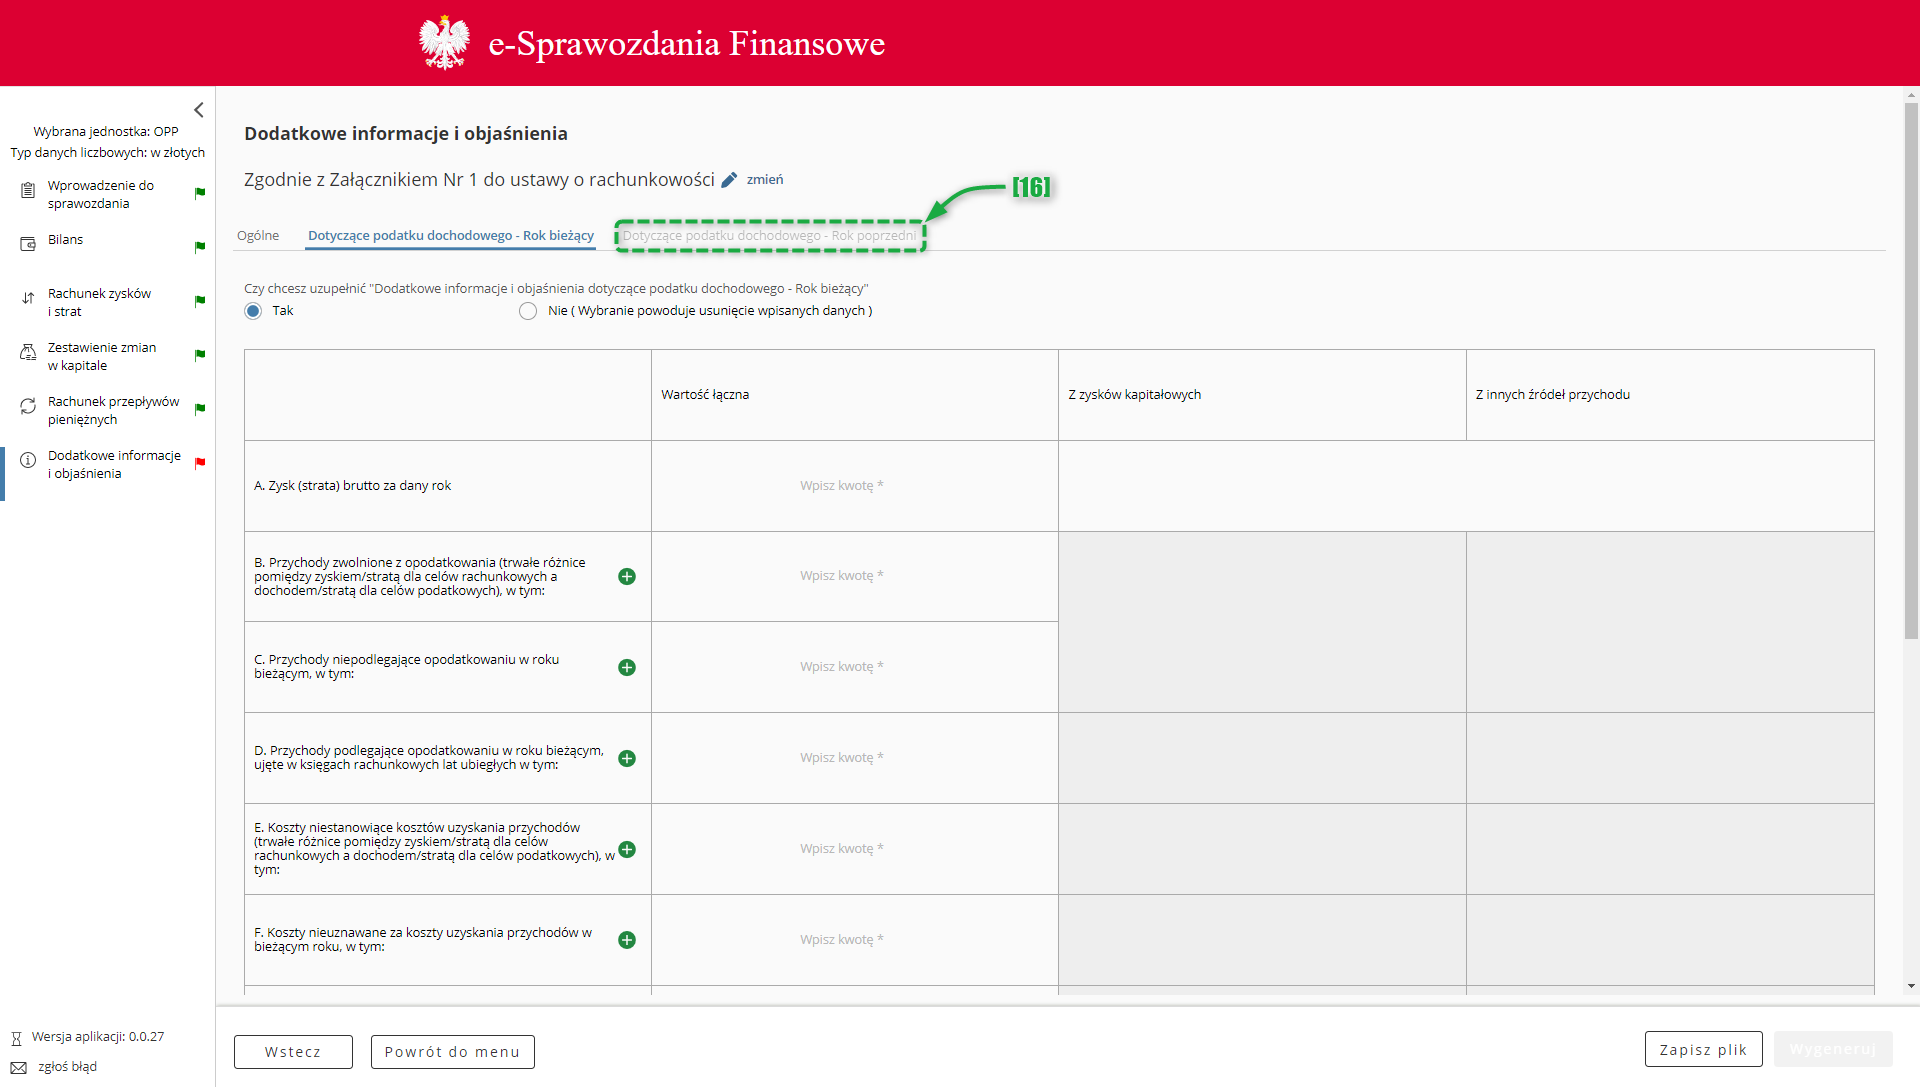 e-Sprawozdania Finansowe
Wybrana jednostka: OPP
Typ danych liczbowych: w złotych
Wprowadzenie do
sprawozdania
Bilans
Rachunek zysków
i strat
Zestawienie zmian
w kapitale
Rachunek przepływów
pieniężnych
Dodatkowe informacje
i objaśnienia
Wersja aplikacji: 0.0.27
zgłoś błąd
Dodatkowe informacje i objaśnienia
Zgodnie z Załącznikiem Nr 1 do ustawy o rachunkowości zmień
[16]
Ogólne Dotyczące podatku dochodowego - Rok bieżący Dotyczące podatku dochodowego - Rok poprzedni
Czy chcesz uzupełnić "Dodatkowe informacje i objaśnienia dotyczące podatku dochodowego - Rok bieżący"
Tak Nie ( Wybranie powoduje usunięcie wpisanych danych )
Wartość łączna Z zysków kapitałowych Z innych źródeł przychodu
A. Zysk (strata) brutto za dany rok Wpisz kwotę *
B. Przychody zwolnione z opodatkowania (trwałe różnice
pomiędzy zyskiem/stratą dla celów rachunkowych a
dochodem/stratą dla celów podatkowych), w tym:
Wpisz kwotę *
C. Przychody niepodlegające opodatkowaniu w roku
bieżącym, w tym:
Wpisz kwotę *
D. Przychody podlegające opodatkowaniu w roku bieżącym,
ujęte w księgach rachunkowych lat ubiegłych w tym:
Wpisz kwotę *
E. Koszty niestanowiące kosztów uzyskania przychodów
(trwałe różnice pomiędzy zyskiem/stratą dla celów
rachunkowych a dochodem/stratą dla celów podatkowych), w
tym:
Wpisz kwotę *
F. Koszty nieuznawane za koszty uzyskania przychodów w
bieżącym roku, w tym:
Wpisz kwotę *
Wstecz Powrót do menu Zapisz plik Wygeneruj